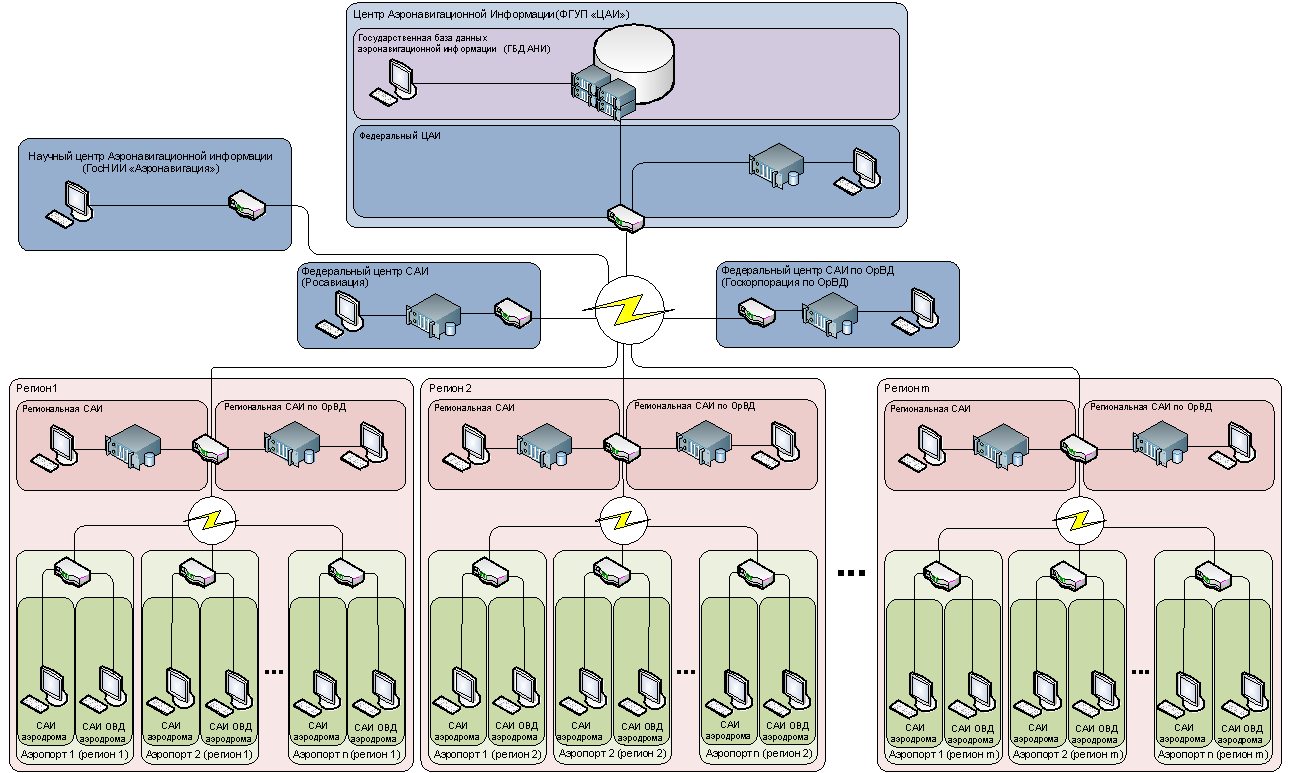 Центр Аэронавигационной Информации(ФГУП «ЦАИ»)
Государственная база данных
аэронавигационной информации (ГБД АНИ)
Федеральный ЦАИ
Научный центр Аэронавигационной информации
(ГосНИИ «Аэронавигация»)
Федеральный центр САИ
(Росавиация)
Федеральный центр САИ по ОрВД
(Госкорпорация по ОрВД)
Регион1
Региональная САИ
Региональная САИ по ОрВД
САИ
аэродрома
САИ ОВД
аэродрома
Аэропорт 1 (регион 1)
САИ
аэродрома
САИ ОВД
аэродрома
Аэропорт 2 (регион 1)
...
САИ
аэродрома
САИ ОВД
аэродрома
Аэропорт n (регион 1)
Регион 2
Региональная САИ
Региональная САИ по ОрВД
САИ
аэродрома
САИ ОВД
аэродрома
Аэропорт 1 (регион 2)
САИ
аэродрома
САИ ОВД
аэродрома
Аэропорт 2 (регион 2)
...
САИ
аэродрома
САИ ОВД
аэродрома
Аэропорт n (регион 2)
...
Регион m
Региональная САИ
Региональная САИ по ОрВД
САИ
аэродрома
САИ ОВД
аэродрома
Аэропорт 1 (регион m)
САИ
аэродрома
САИ ОВД
аэродрома
Аэропорт 2 (регион m)
...
САИ
аэродрома
САИ ОВД
аэродрома
Аэропорт n (регион m)